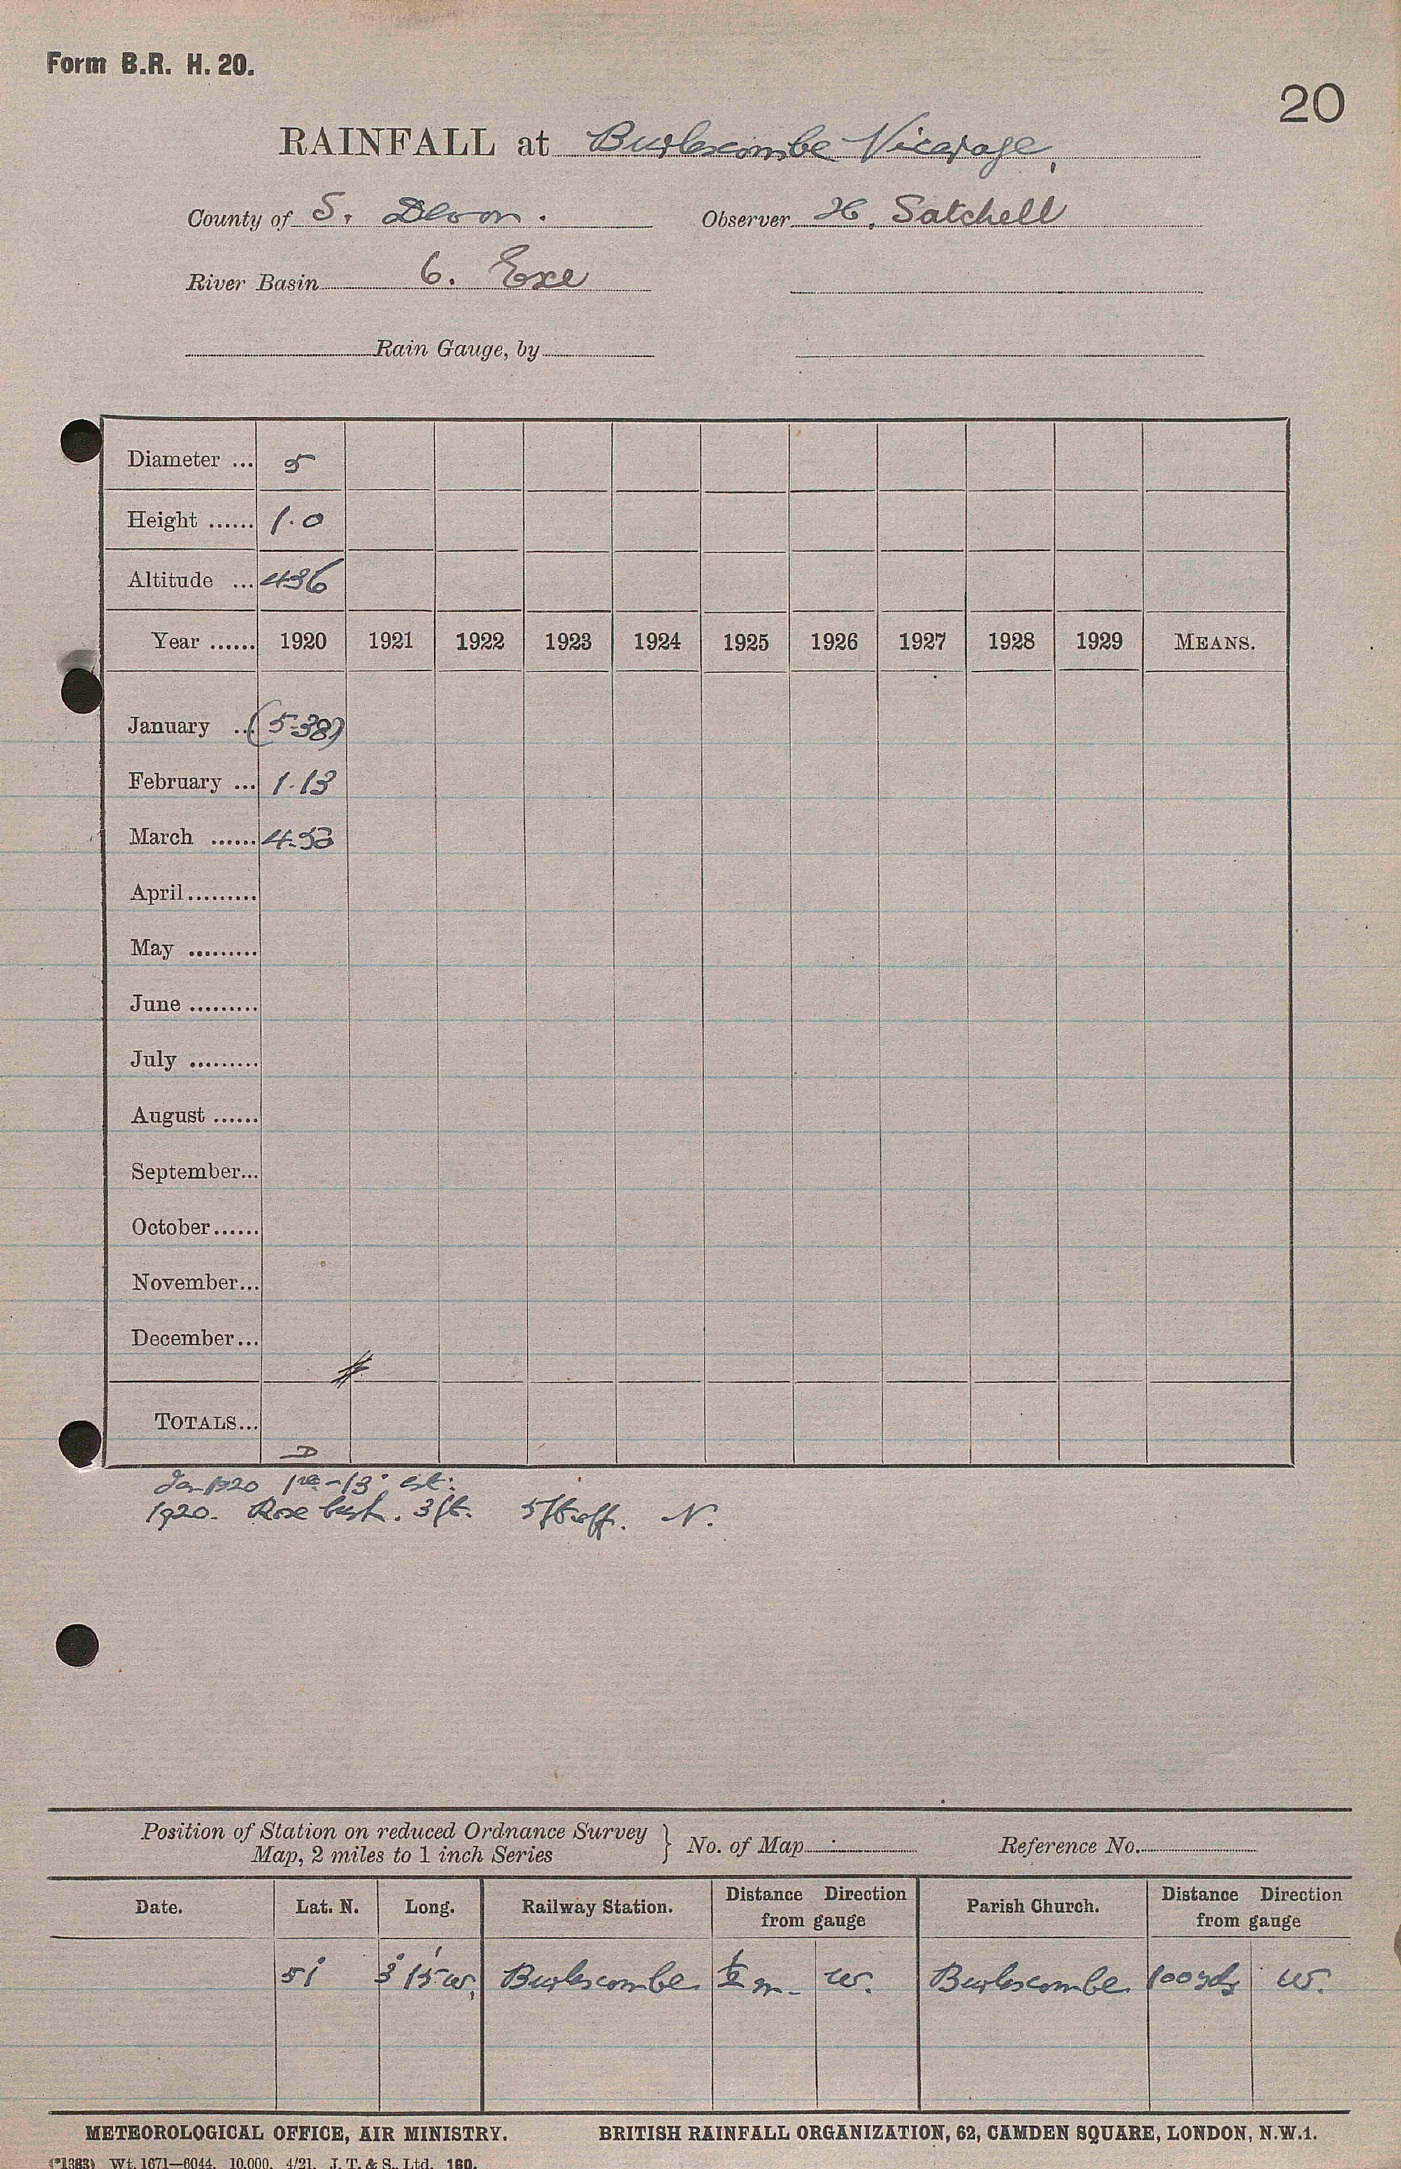 Form B.R. H. 20.
20
RAINFALL at Burlescombe Vicarage,
County of S. Devon. Observer H. Satchell
River Basin 6. Exe
Rain Gauge, by
Diameter ... 5
Height ...... 1.0
Altitude ... 436
Year ...... 1920 1921 1922 1923 1924 1925 1926 1927 1928 1929 MEANS.
January ... (5.38)
February ... 1.13
March ...... 4.53
April.........
May .........
June .........
July .........
August ......
September...
October......
November...
December...
TOTALS...
D
Jan 1920 1st - 13th est:
1920. Rose bush. 3 ft. 5 ft off. N.
Position of Station on reduced Ordnance Survey
Map, 2 miles to 1 inch Series } No. of Map Reference No.
Date. Lat. N. Long. Railway Station. Distance Direction from gauge Parish Church. Distance Direction from gauge
51° 3° 15' W. Burlescombe ½ m. W. Burlescombe 100 yds W.
METEOROLOGICAL OFFICE, AIR MINISTRY. BRITISH RAINFALL ORGANIZATION, 62, CAMDEN SQUARE, LONDON, N.W.1.
(*1383) Wt. 1671—6044. 10,000. 4/21. J. T. & S., Ltd. 160.